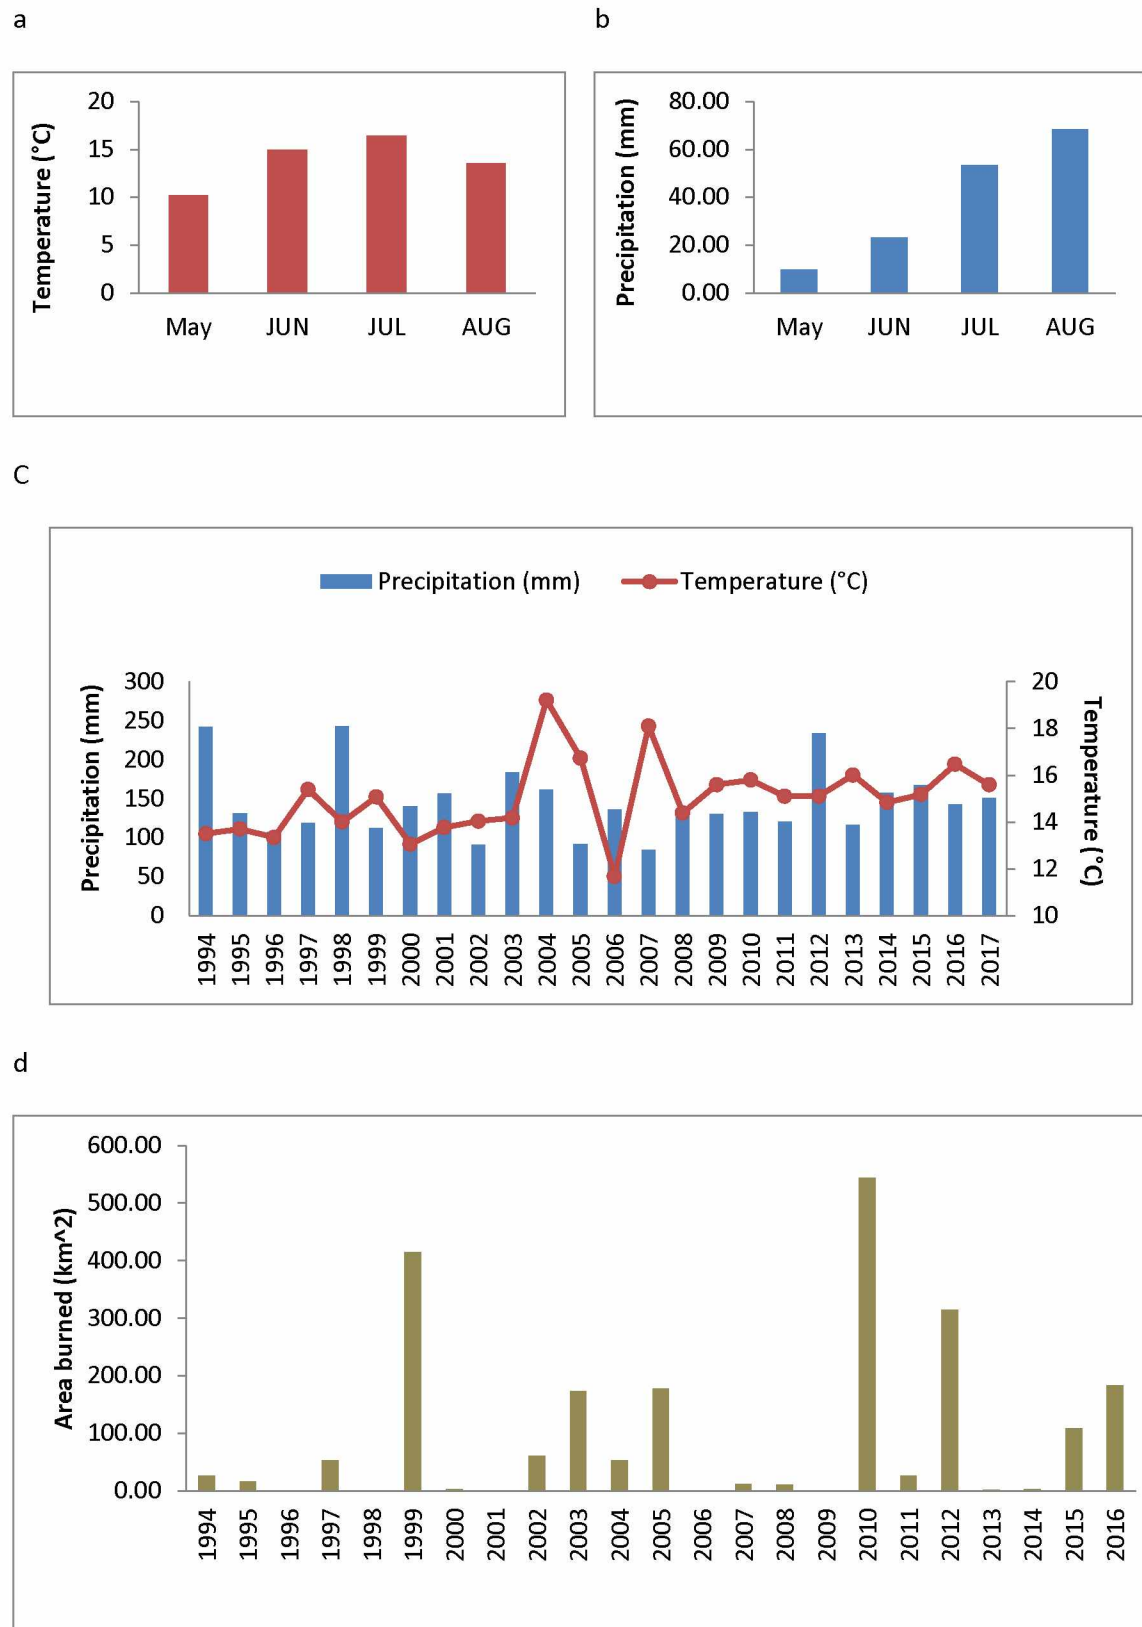 a
b
Temperature (°C)
20
15
10
5
0
May JUN JUL AUG
Precipitation (mm)
80.00
60.00
40.00
20.00
0.00
May JUN JUL AUG
C
Precipitation (mm) Temperature (°C)
Precipitation (mm)
300
250
200
150
100
50
0
20
18
16
14
12
10
Temperature (°C)
1994 1995 1996 1997 1998 1999 2000 2001 2002 2003 2004 2005 2006 2007 2008 2009 2010 2011 2012 2013 2014 2015 2016 2017
d
Area burned (km^2)
600.00
500.00
400.00
300.00
200.00
100.00
0.00
1994 1995 1996 1997 1998 1999 2000 2001 2002 2003 2004 2005 2006 2007 2008 2009 2010 2011 2012 2013 2014 2015 2016